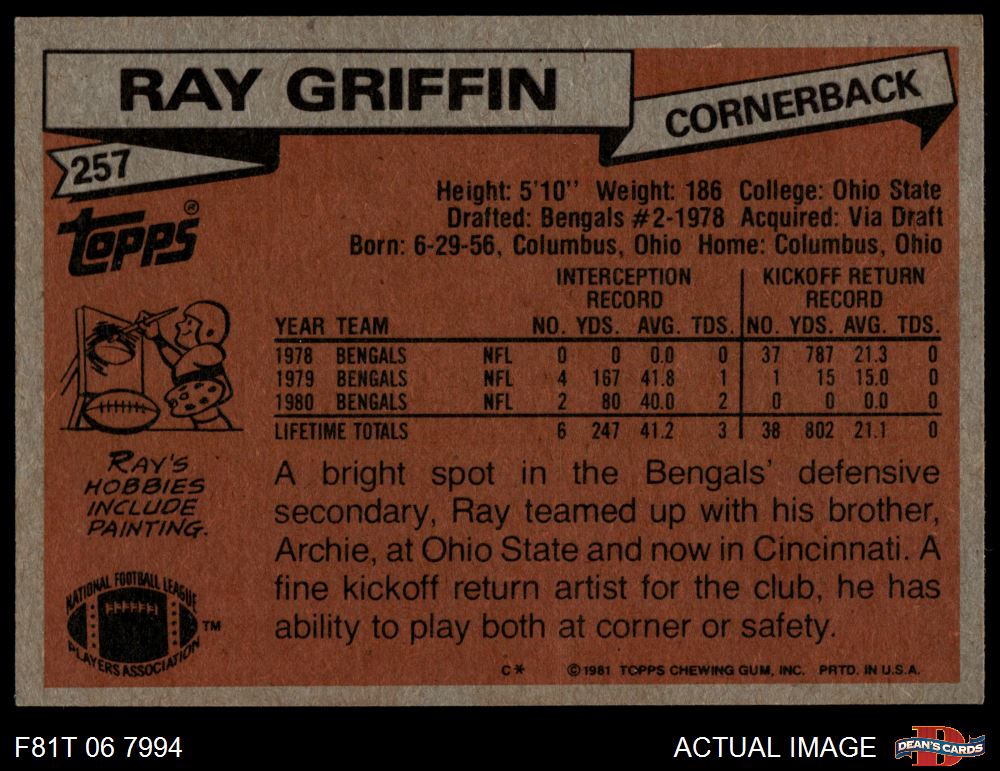 RAY GRIFFIN
CORNERBACK
257
Topps®
Height: 5'10'' Weight: 186 College: Ohio State
Drafted: Bengals #2-1978 Acquired: Via Draft
Born: 6-29-56, Columbus, Ohio Home: Columbus, Ohio
INTERCEPTION RECORD KICKOFF RETURN RECORD
YEAR TEAM NO. YDS. AVG. TDS. NO. YDS. AVG. TDS.
1978 BENGALS NFL 0 0 0.0 0 37 787 21.3 0
1979 BENGALS NFL 4 167 41.8 1 1 15 15.0 0
1980 BENGALS NFL 2 80 40.0 2 0 0 0.0 0
LIFETIME TOTALS 6 247 41.2 3 38 802 21.1 0
RAY'S
HOBBIES
INCLUDE
PAINTING.
A bright spot in the Bengals' defensive
secondary, Ray teamed up with his brother,
Archie, at Ohio State and now in Cincinnati. A
fine kickoff return artist for the club, he has
ability to play both at corner or safety.
NATIONAL FOOTBALL LEAGUE
PLAYERS ASSOCIATION
TM
C* ©1981 TOPPS CHEWING GUM, INC. PRTD. IN U.S.A.
F81T 06 7994
ACTUAL IMAGE
D
DEAN'S CARDS